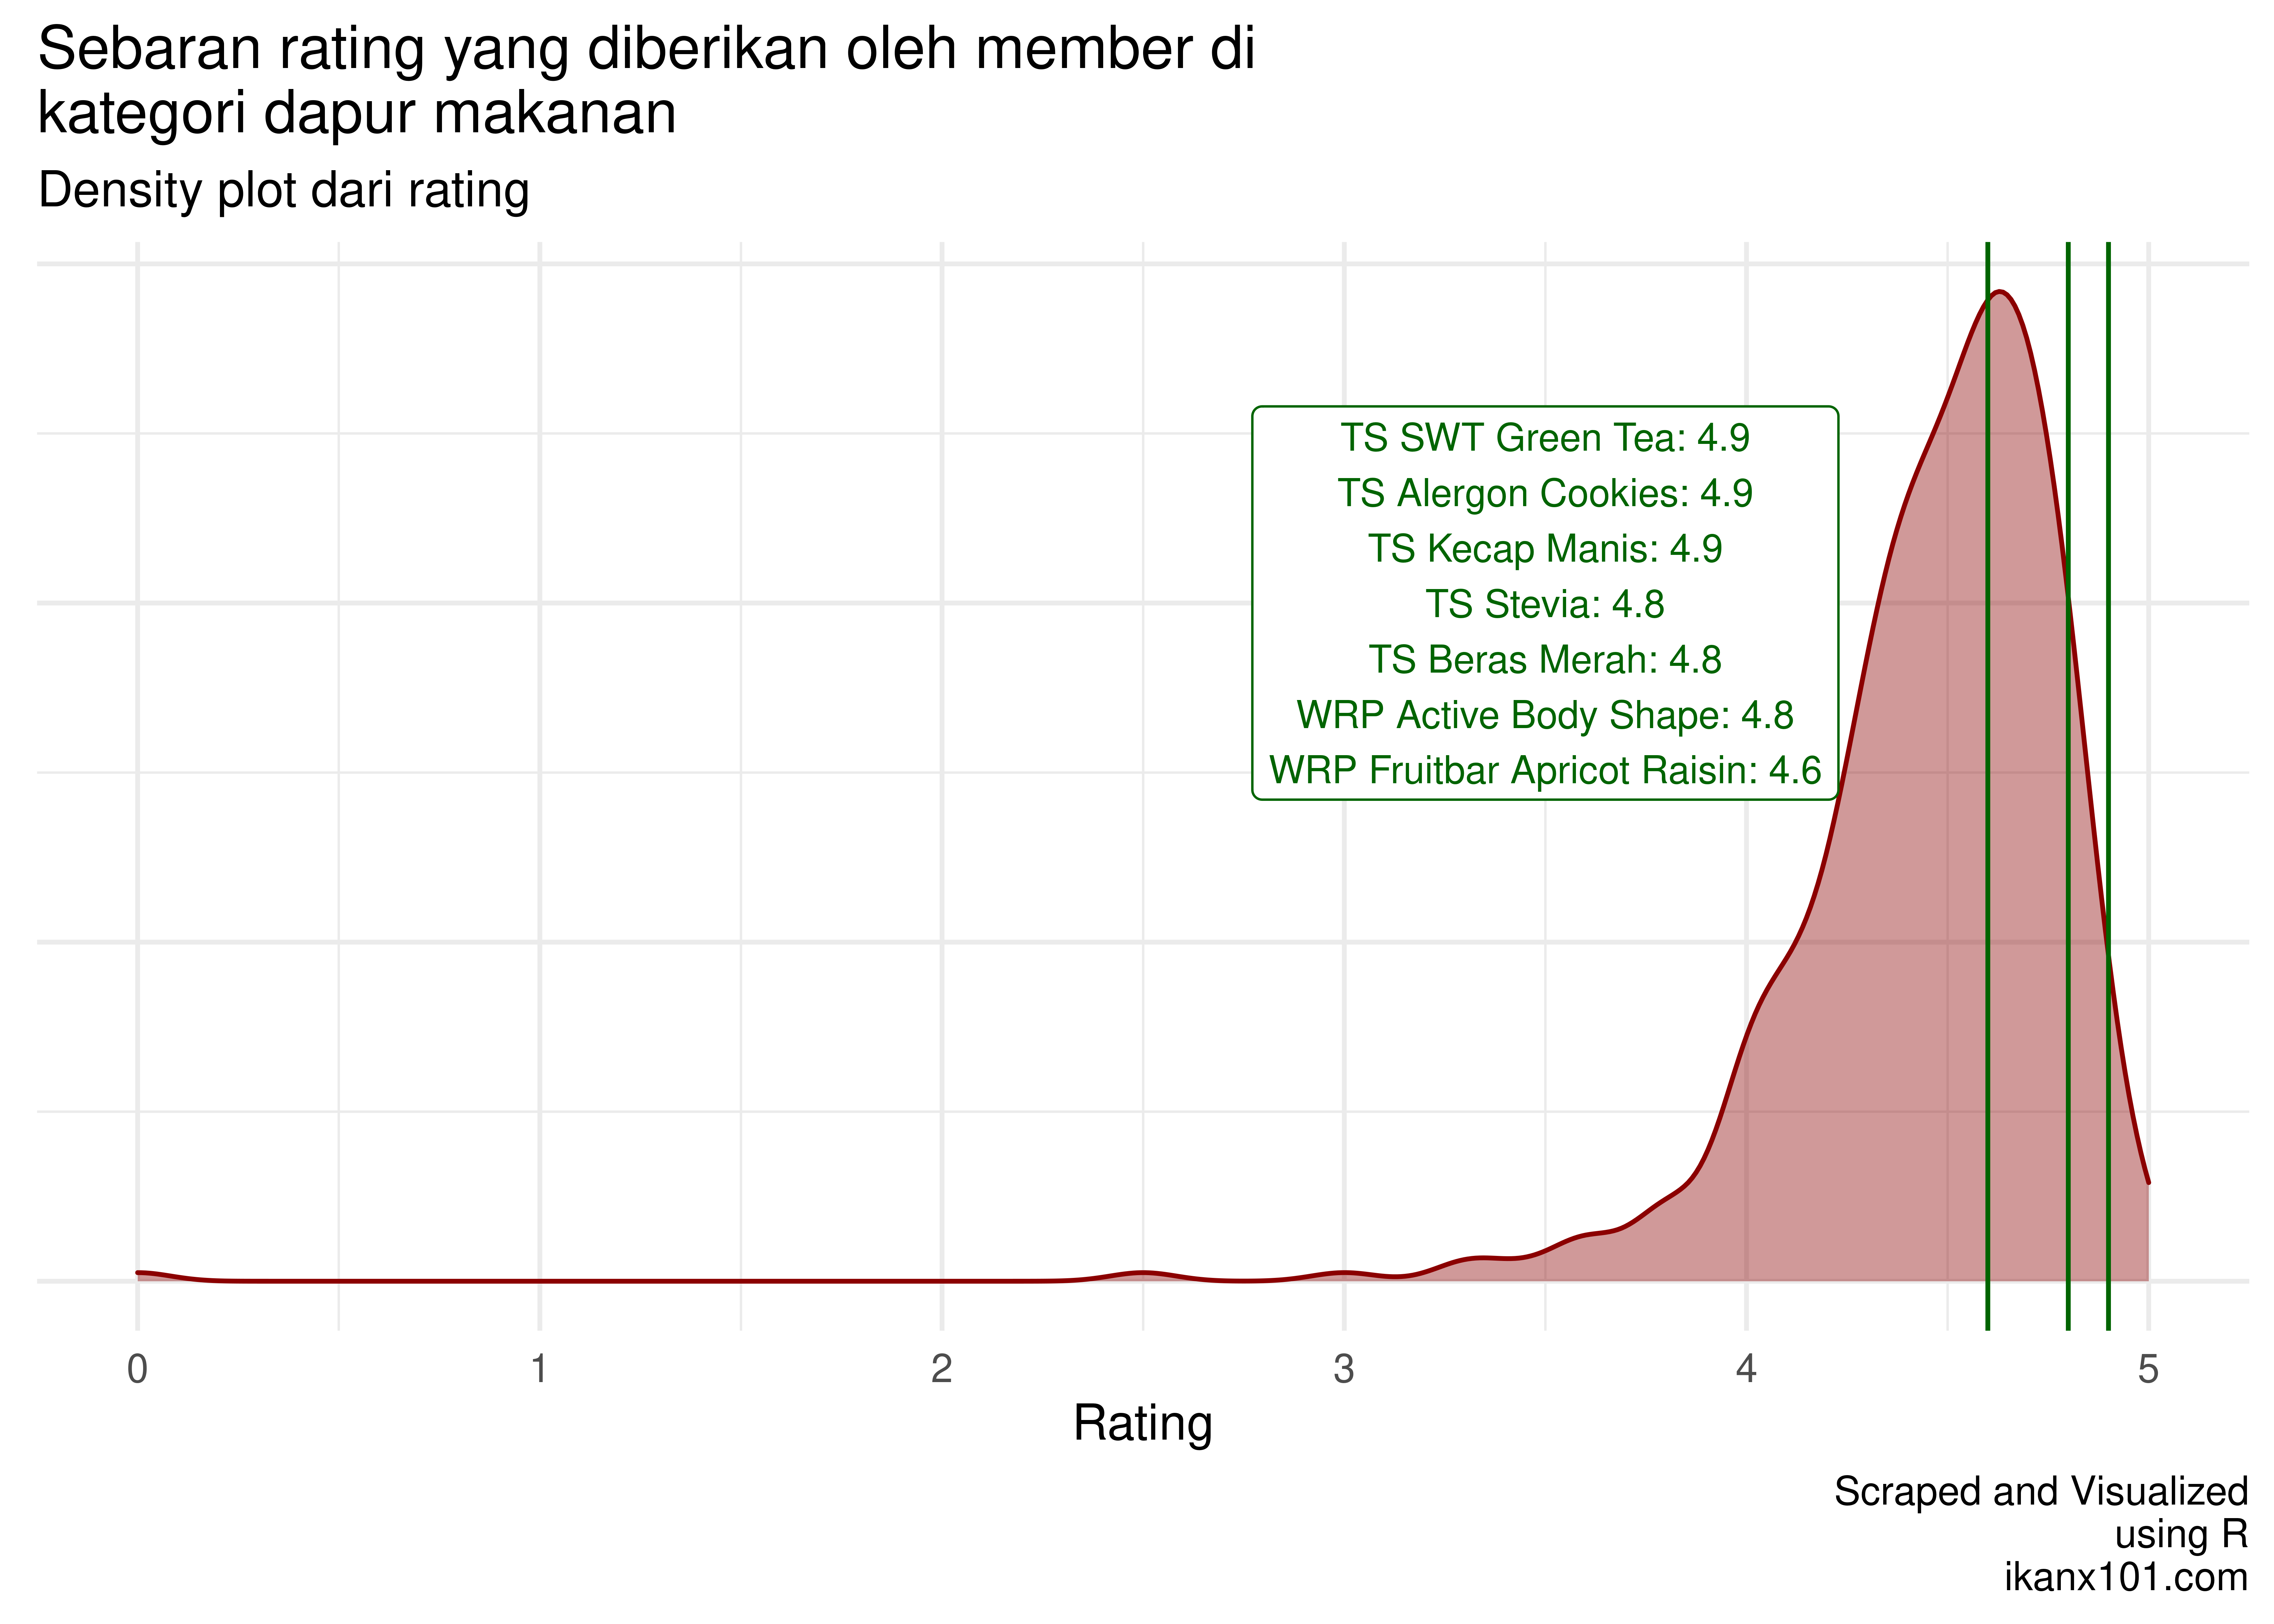 Sebaran rating yang diberikan oleh member di
kategori dapur makanan
Density plot dari rating
TS SWT Green Tea: 4.9
TS Alergon Cookies: 4.9
TS Kecap Manis: 4.9
TS Stevia: 4.8
TS Beras Merah: 4.8
WRP Active Body Shape: 4.8
WRP Fruitbar Apricot Raisin: 4.6
0 1 2 3 4 5
Rating
Scraped and Visualized
using R
ikanx101.com